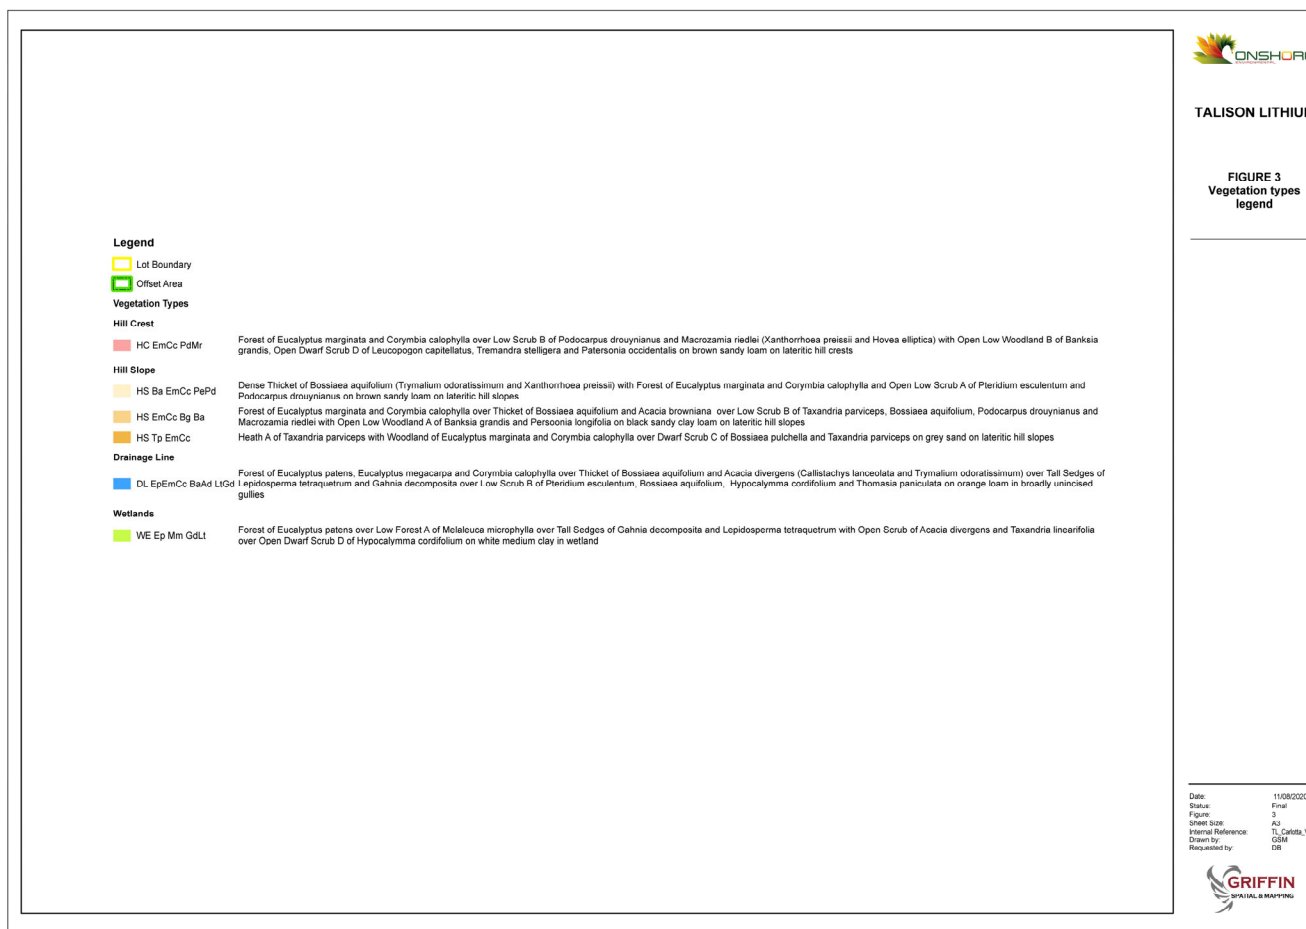 ONSHOR
ENVIRONMENTAL
TALISON LITHIU
FIGURE 3
Vegetation types
legend
Legend
Lot Boundary
Offset Area
Vegetation Types
Hill Crest
HC EmCc PdMr
Forest of Eucalyptus marginata and Corymbia calophylla over Low Scrub B of Podocarpus drouynianus and Macrozamia riedlei (Xanthorrhoea preissii and Hovea elliptica) with Open Low Woodland B of Banksia
grandis, Open Dwarf Scrub D of Leucopogon capitellatus, Tremandra stelligera and Patersonia occidentalis on brown sandy loam on lateritic hill crests
Hill Slope
HS Ba EmCc PePd
Dense Thicket of Bossiaea aquifolium (Trymalium odoratissimum and Xanthorrhoea preissii) with Forest of Eucalyptus marginata and Corymbia calophylla and Open Low Scrub A of Pteridium esculentum and
Podocarpus drouynianus on brown sandy loam on lateritic hill slopes
HS EmCc Bg Ba
Forest of Eucalyptus marginata and Corymbia calophylla over Thicket of Bossiaea aquifolium and Acacia browniana over Low Scrub B of Taxandria parviceps, Bossiaea aquifolium, Podocarpus drouynianus and
Macrozamia riedlei with Open Low Woodland A of Banksia grandis and Persoonia longifolia on black sandy clay loam on lateritic hill slopes
HS Tp EmCc
Heath A of Taxandria parviceps with Woodland of Eucalyptus marginata and Corymbia calophylla over Dwarf Scrub C of Bossiaea pulchella and Taxandria parviceps on grey sand on lateritic hill slopes
Drainage Line
DL EpEmCc BaAd LtGd
Forest of Eucalyptus patens, Eucalyptus megacarpa and Corymbia calophylla over Thicket of Bossiaea aquifolium and Acacia divergens (Callistachys lanceolata and Trymalium odoratissimum) over Tall Sedges of
Lepidosperma tetraquetrum and Gahnia decomposita over Low Scrub B of Pteridium esculentum, Bossiaea aquifolium, Hypocalymma cordifolium and Thomasia paniculata on orange loam in broadly unincised
gullies
Wetlands
WE Ep Mm GdLt
Forest of Eucalyptus patens over Low Forest A of Melaleuca microphylla over Tall Sedges of Gahnia decomposita and Lepidosperma tetraquetrum with Open Scrub of Acacia divergens and Taxandria linearifolia
over Open Dwarf Scrub D of Hypocalymma cordifolium on white medium clay in wetland
Date: 11/08/2020
Status: Final
Figure: 3
Sheet Size: A3
Internal Reference: TL_Carlotta_V
Drawn by: GSM
Requested by: DB
GRIFFIN
SPATIAL & MAPPING